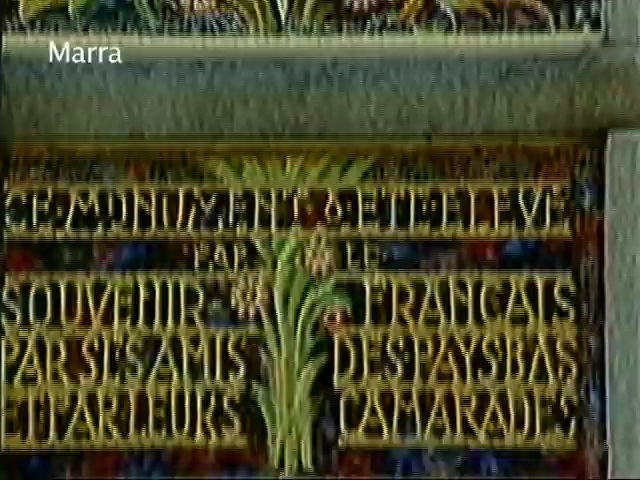 Marra
CE·MONUMENT·A·ETE·ELEVE
PAR LE
SOUVENIR FRANCAIS
PAR SES AMIS DES·PAYS BAS
ET PAR LEURS CAMARADES